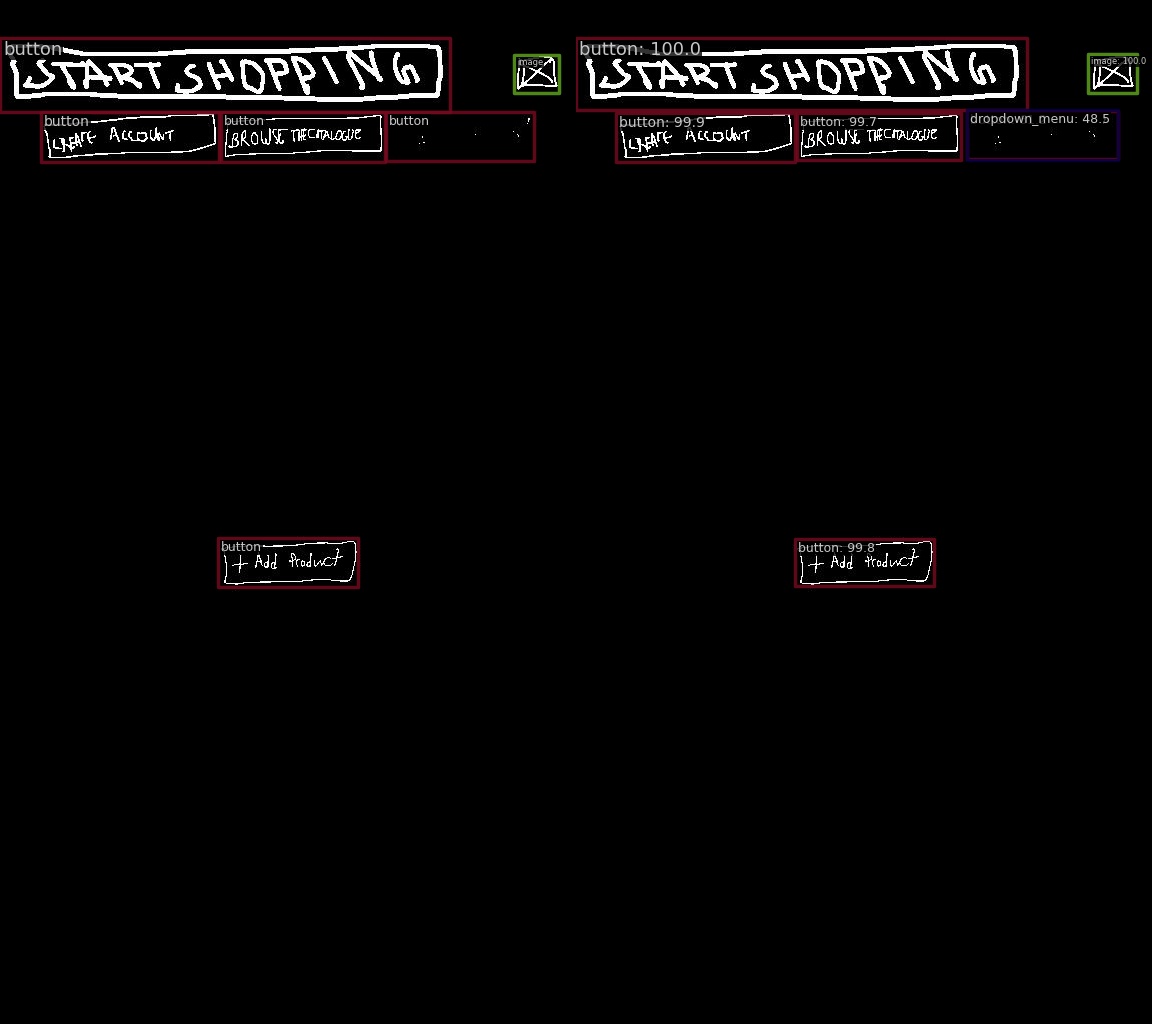 button button: 100.0
START SHOPPING image START SHOPPING image: 100.0
button button button button: 99.9 button: 99.7 dropdown_menu: 48.5
CREATE ACCOUNT BROWSE THE CATALOGUE CREATE ACCOUNT BROWSE THE CATALOGUE
button button: 99.8
+ Add Product + Add Product